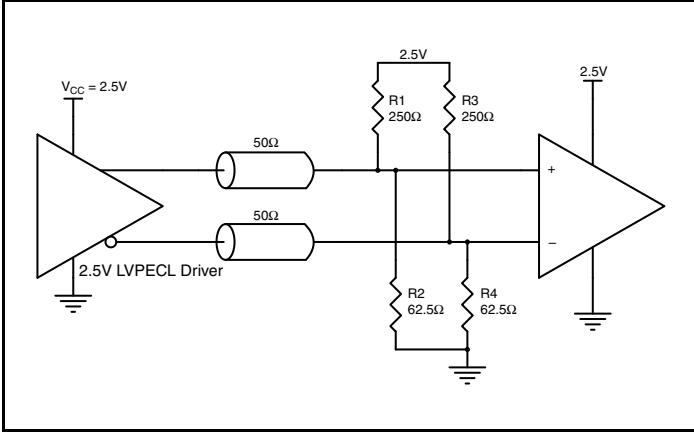 2.5V
V_CC = 2.5V
2.5V
R1
250Ω
R3
250Ω
50Ω
+
50Ω
−
2.5V LVPECL Driver
R2
62.5Ω
R4
62.5Ω